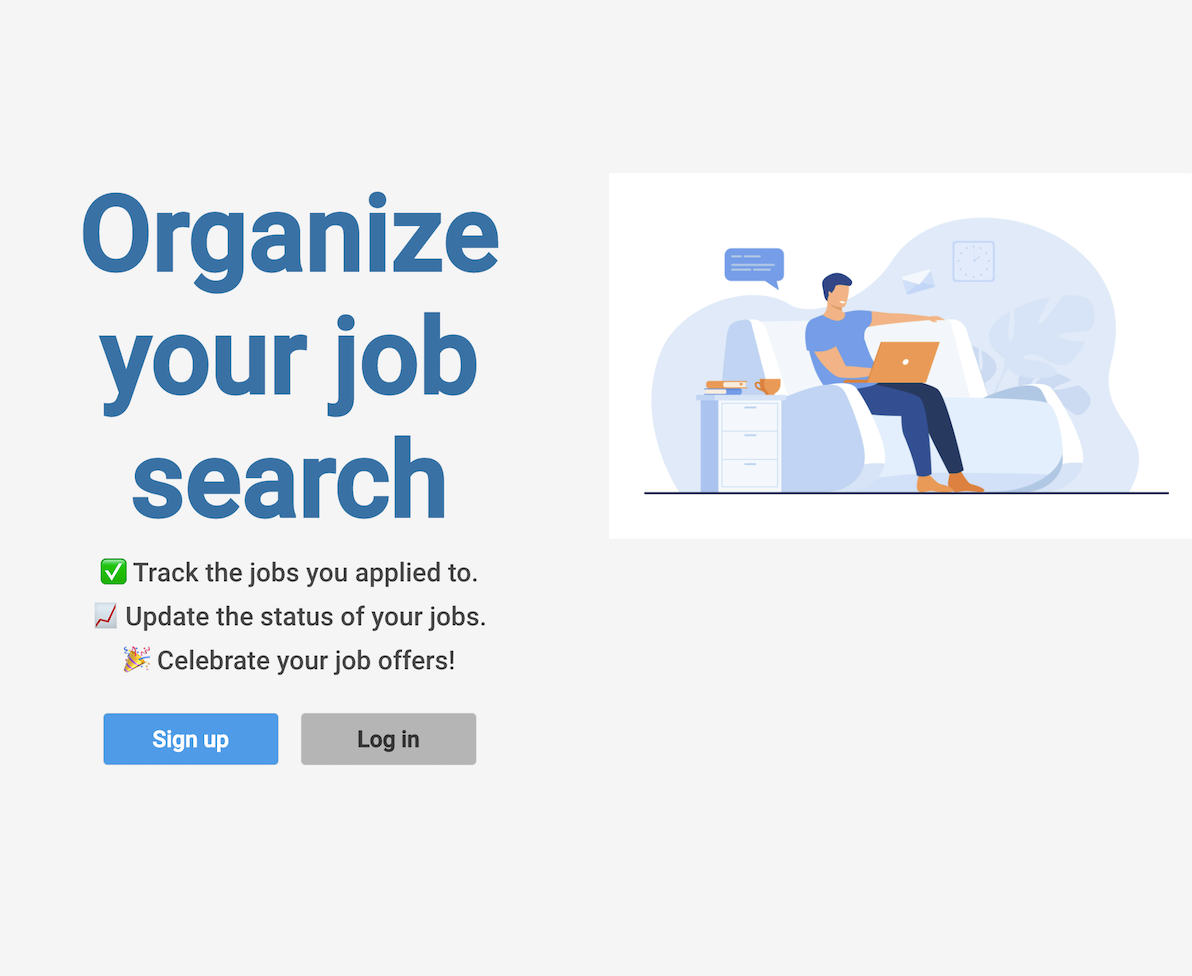 Organize
your job
search
✅ Track the jobs you applied to.
📈 Update the status of your jobs.
🎉 Celebrate your job offers!
Sign up
Log in